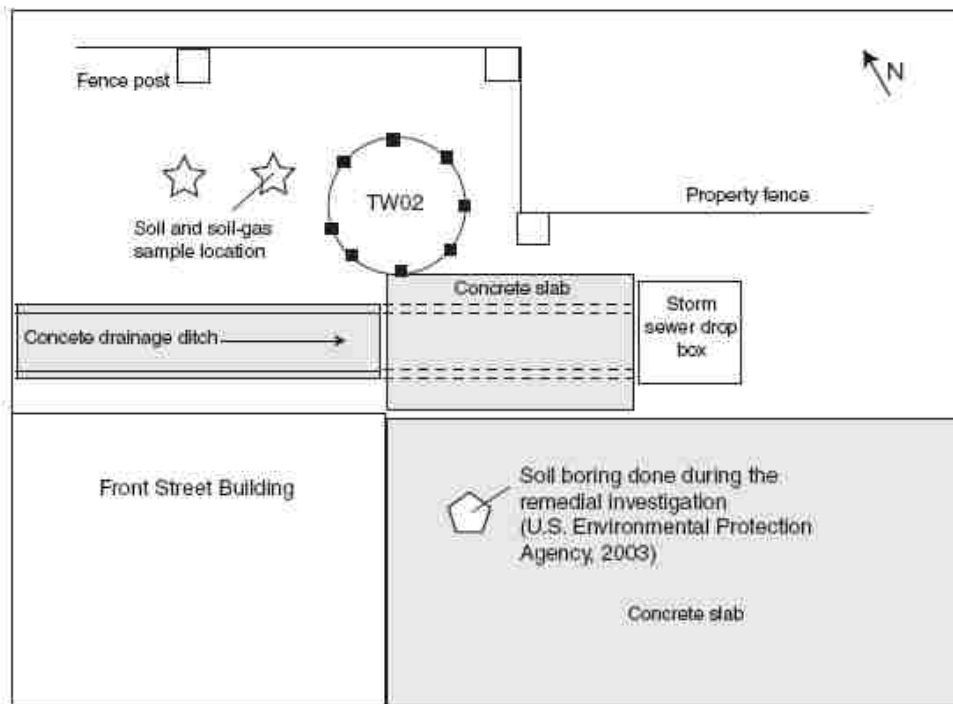 Fence post
N
TW02
Property fence
Soil and soil-gas
sample location
Concrete slab
Storm
sewer drop
box
Concete drainage ditch
Front Street Building
Soil boring done during the
remedial investigation
(U.S. Environmental Protection
Agency, 2003)
Concrete slab